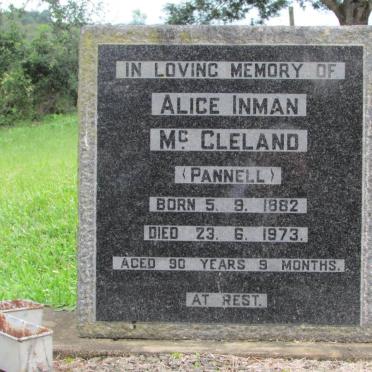 IN LOVING MEMORY OF
ALICE INMAN
Mc CLELAND
(PANNELL)
BORN 5. 9. 1882
DIED 23. 6. 1973.
AGED 90 YEARS 9 MONTHS.
AT REST.